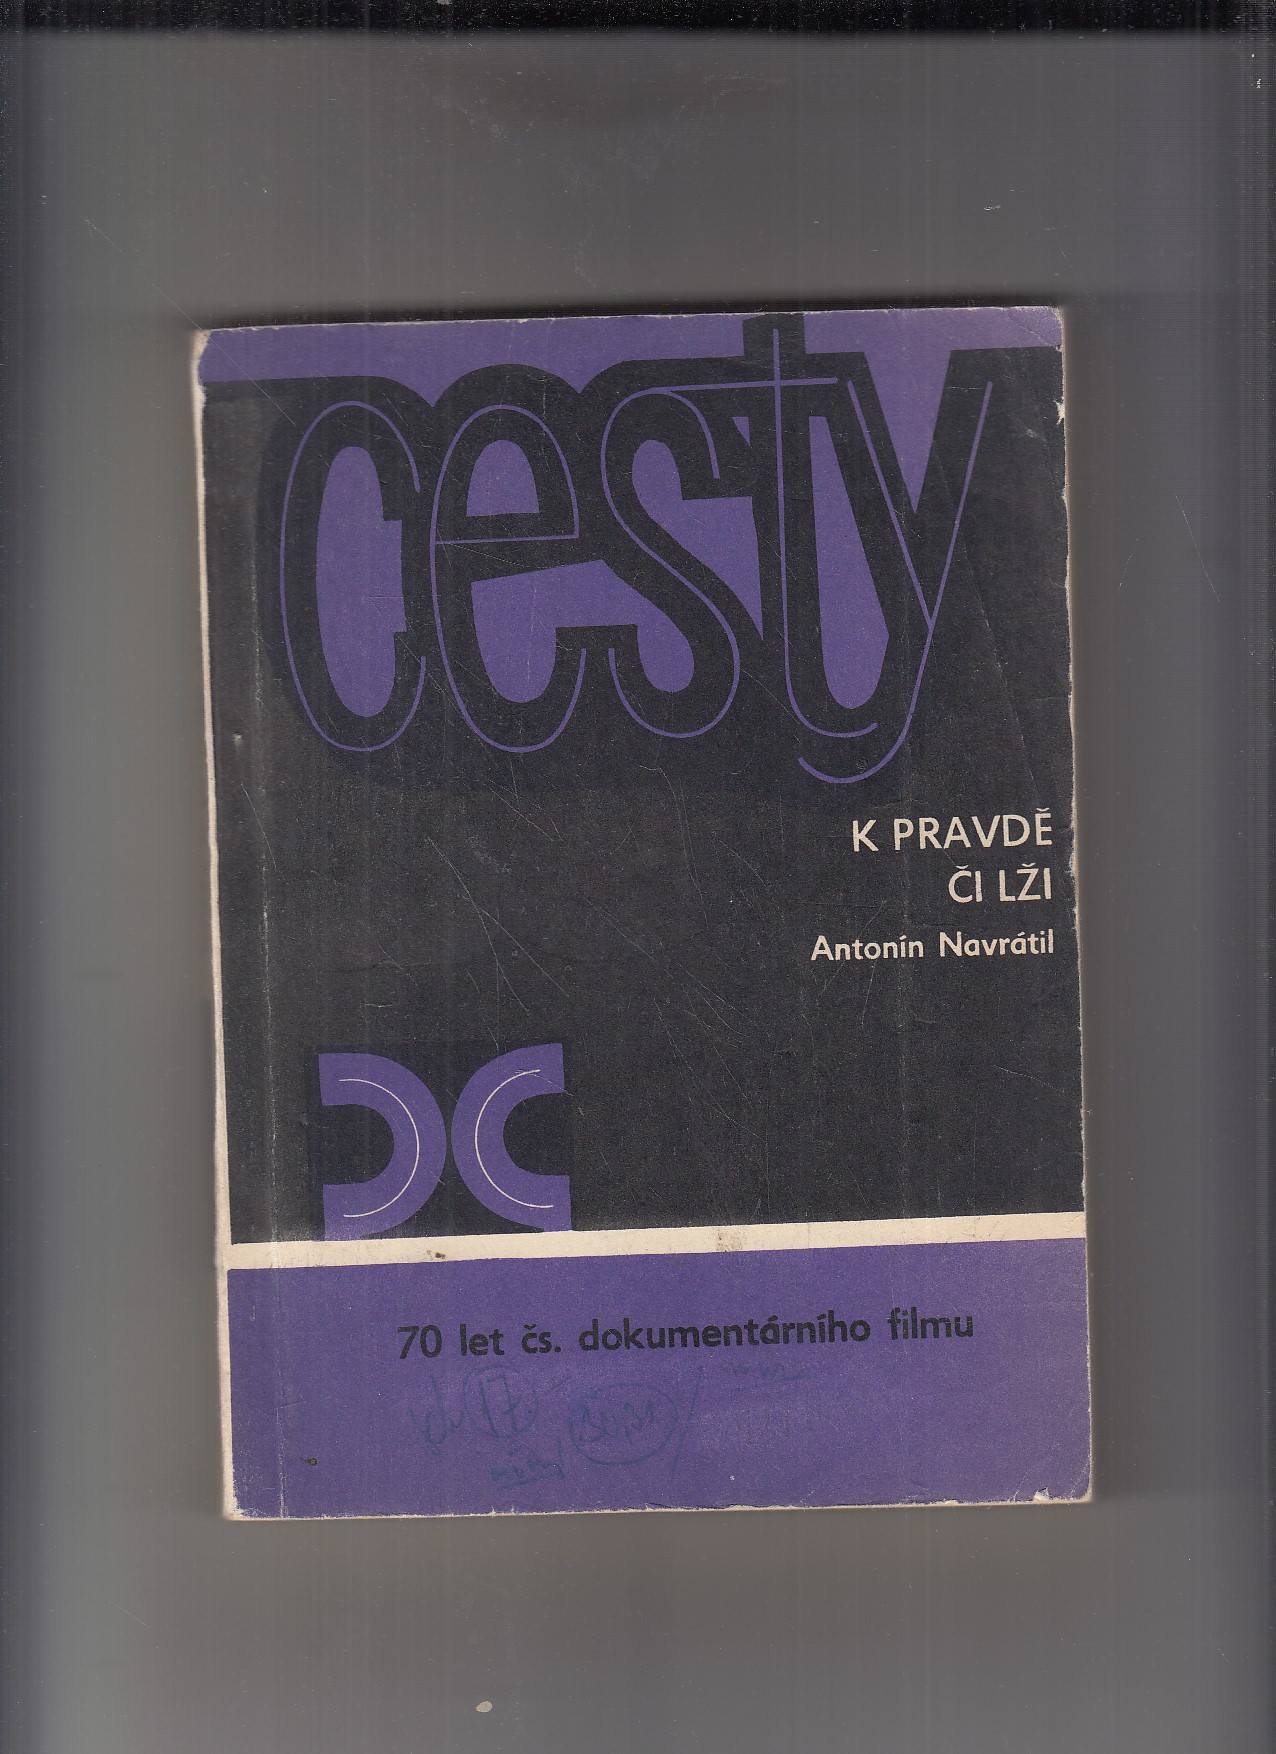 cesty
K PRAVDĚ
ČI LŽI
Antonín Navrátil
70 let čs. dokumentárního filmu